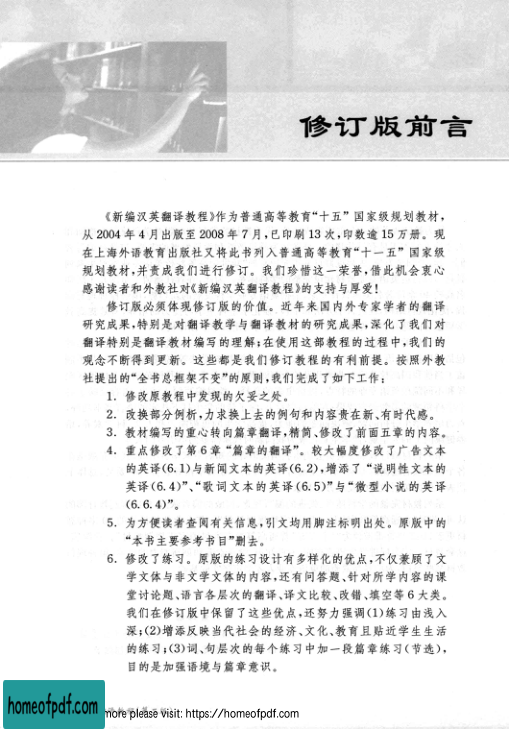 修订版前言
《新编汉英翻译教程》作为普通高等教育“十五”国家级规划教材，
从 2004 年 4 月出版至 2008 年 7 月，已印刷 13 次，印数逾 15 万册。现
在上海外语教育出版社又将此书列入普通高等教育“十一五”国家级
规划教材，并责成我们进行修订。我们珍惜这一荣誉，借此机会衷心
感谢读者和外教社对《新编汉英翻译教程》的支持与厚爱！
修订版必须体现修订版的价值。近年来国内外专家学者的翻译
研究成果，特别是对翻译教学与翻译教材的研究成果，深化了我们对
翻译特别是翻译教材编写的理解；在使用这部教程的过程中，我们的
观念不断得到更新。这些都是我们修订教程的有利前提。按照外教
社提出的“全书总框架不变”的原则，我们完成了如下工作：
1. 修改原教程中发现的欠妥之处。
2. 改换部分例析，力求换上去的例句和内容贵在新、有时代感。
3. 教材编写的重心转向篇章翻译，精简、修改了前面五章的内容。
4. 重点修改了第 6 章“篇章的翻译”。较大幅度修改了广告文本
的英译(6.1)与新闻文本的英译(6.2)，增添了“说明性文本的
英译(6.4)”、“歌词文本的英译(6.5)”与“微型小说的英译
(6.6.4)”。
5. 为方便读者查阅有关信息，引文均用脚注标明出处。原版中的
“本书主要参考书目”删去。
6. 修改了练习。原版的练习设计有多样化的优点，不仅兼顾了文
学文体与非文学文体的内容，还有问答题、针对所学内容的课
堂讨论题、语言各层次的翻译、译文比较、改错、填空等 6 大类。
我们在修订版中保留了这些优点，还努力强调(1)练习由浅入
深；(2)增添反映当代社会的经济、文化、教育且贴近学生生活
的练习；(3)词、句层次的每个练习中加一段篇章练习(节选)，
目的是加强语境与篇章意识。
homeofpdf.com
more please visit: https://homeofpdf.com